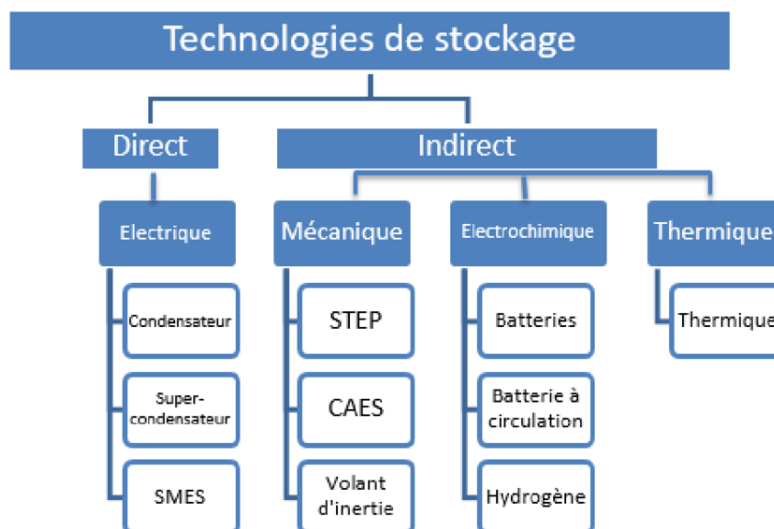 Technologies de stockage
Direct
Indirect
Electrique
Mécanique
Electrochimique
Thermique
Condensateur
STEP
Batteries
Thermique
Super-
condensateur
CAES
Batterie à
circulation
SMES
Volant
d'inertie
Hydrogène